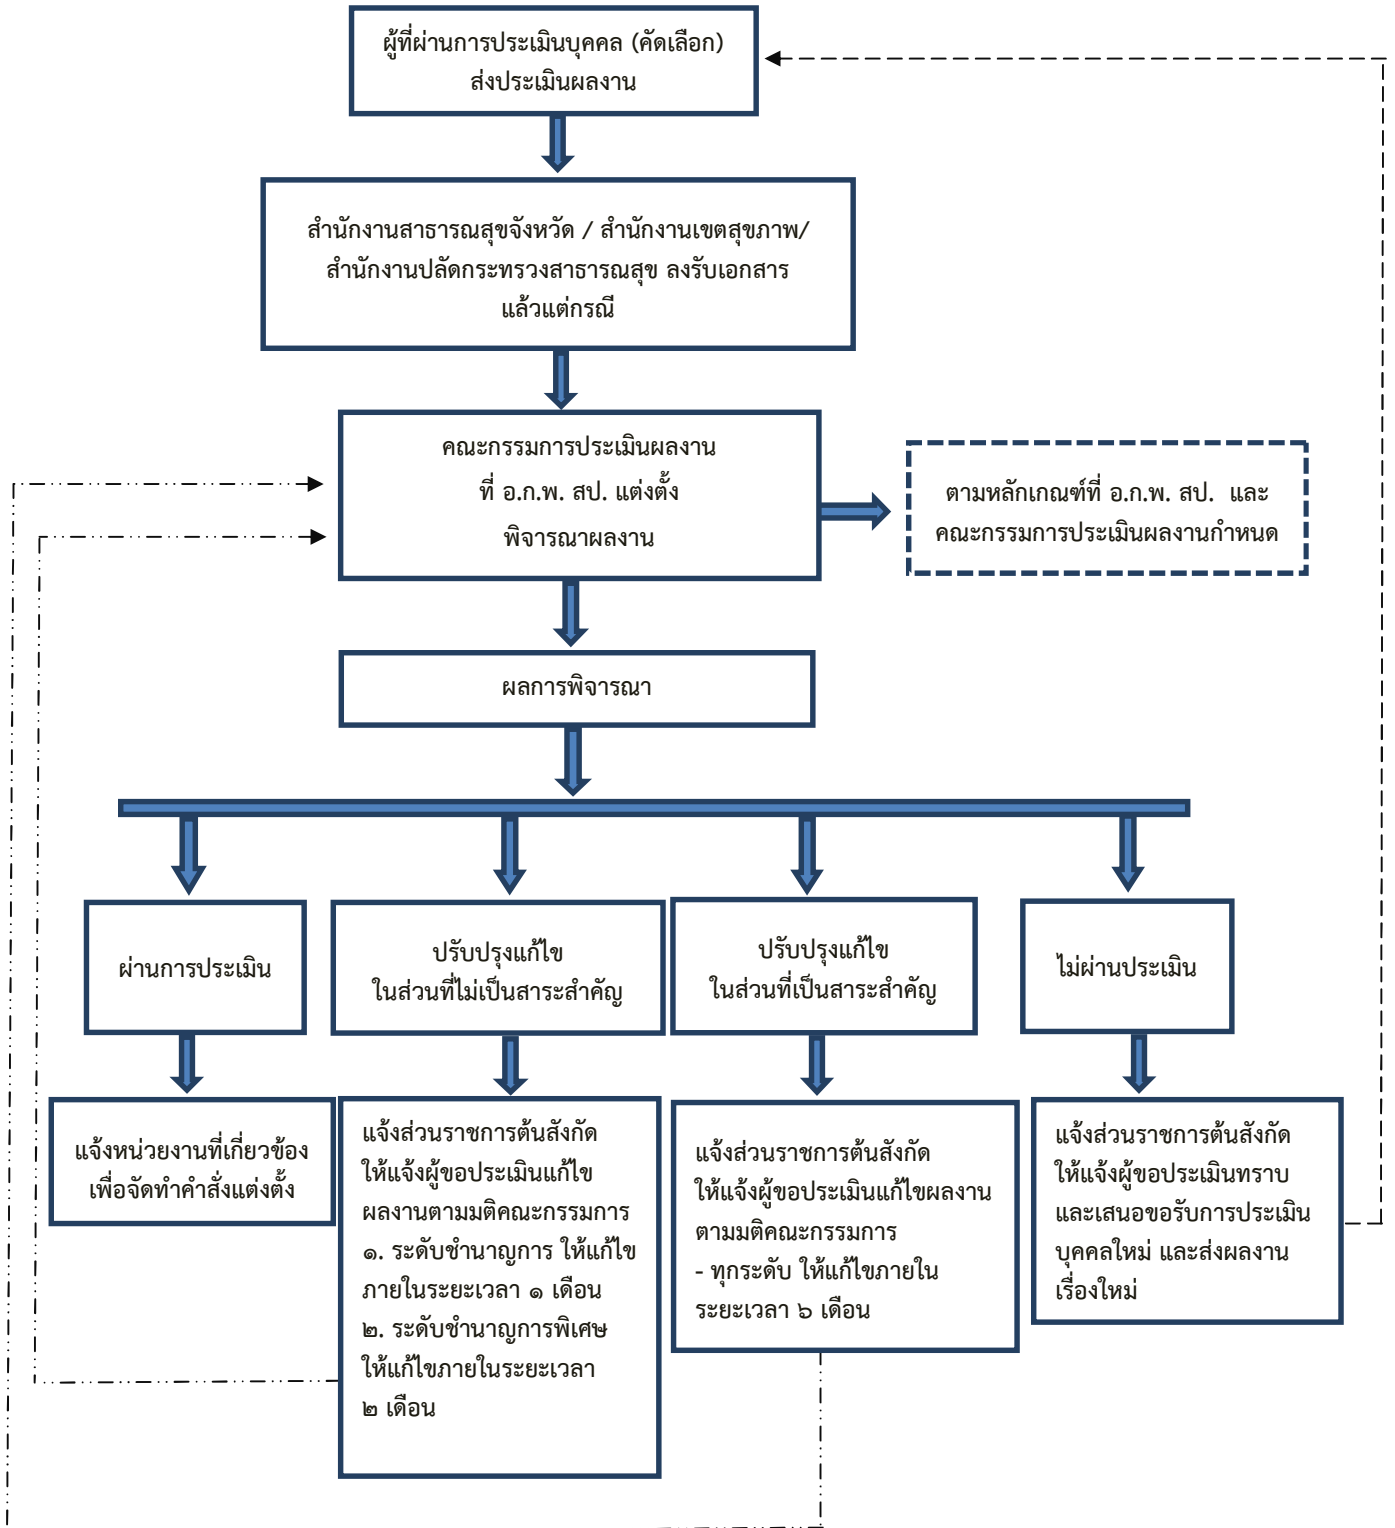 ผู้ที่ผ่านการประเมินบุคคล (คัดเลือก)
ส่งประเมินผลงาน
สำนักงานสาธารณสุขจังหวัด / สำนักงานเขตสุขภาพ/
สำนักงานปลัดกระทรวงสาธารณสุข ลงรับเอกสาร
แล้วแต่กรณี
คณะกรรมการประเมินผลงาน
ที่ อ.ก.พ. สป. แต่งตั้ง
พิจารณาผลงาน
ตามหลักเกณฑ์ที่ อ.ก.พ. สป. และ
คณะกรรมการประเมินผลงานกำหนด
ผลการพิจารณา
ผ่านการประเมิน
ปรับปรุงแก้ไข
ในส่วนที่ไม่เป็นสาระสำคัญ
ปรับปรุงแก้ไข
ในส่วนที่เป็นสาระสำคัญ
ไม่ผ่านประเมิน
แจ้งหน่วยงานที่เกี่ยวข้อง
เพื่อจัดทำคำสั่งแต่งตั้ง
แจ้งส่วนราชการต้นสังกัด
ให้แจ้งผู้ขอประเมินแก้ไข
ผลงานตามมติคณะกรรมการ
๑. ระดับชำนาญการ ให้แก้ไข
ภายในระยะเวลา ๑ เดือน
๒. ระดับชำนาญการพิเศษ
ให้แก้ไขภายในระยะเวลา
๒ เดือน
แจ้งส่วนราชการต้นสังกัด
ให้แจ้งผู้ขอประเมินแก้ไขผลงาน
ตามมติคณะกรรมการ
- ทุกระดับ ให้แก้ไขภายใน
ระยะเวลา ๖ เดือน
แจ้งส่วนราชการต้นสังกัด
ให้แจ้งผู้ขอประเมินทราบ
และเสนอขอรับการประเมิน
บุคคลใหม่ และส่งผลงาน
เรื่องใหม่